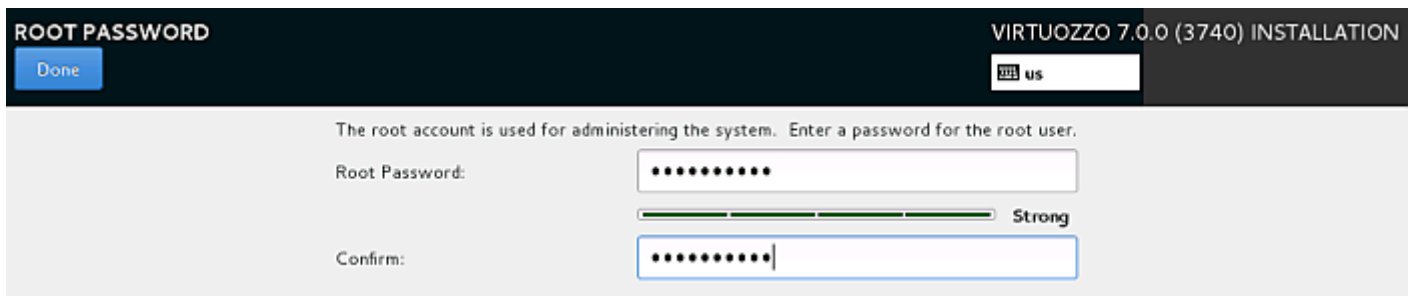 ROOT PASSWORD
VIRTUOZZO 7.0.0 (3740) INSTALLATION
Done
us
The root account is used for administering the system. Enter a password for the root user.
Root Password: ••••••••••
Strong
Confirm: ••••••••••